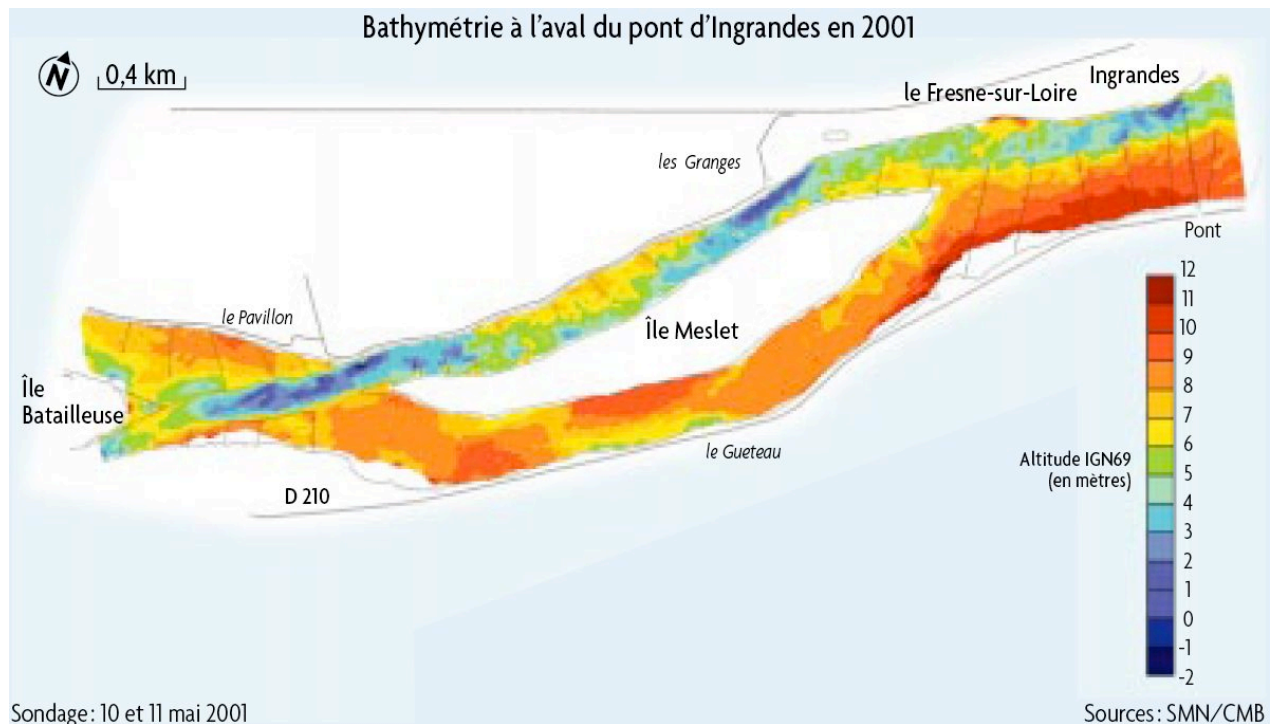 Bathymétrie à l'aval du pont d'Ingrandes en 2001
N
0,4 km
Ingrandes
le Fresne-sur-Loire
les Granges
Pont
le Pavillon
Île Meslet
Île
Batailleuse
le Gueteau
D 210
Altitude IGN69
(en mètres)
12
11
10
9
8
7
6
5
4
3
2
1
0
-1
-2
Sondage : 10 et 11 mai 2001
Sources : SMN/CMB